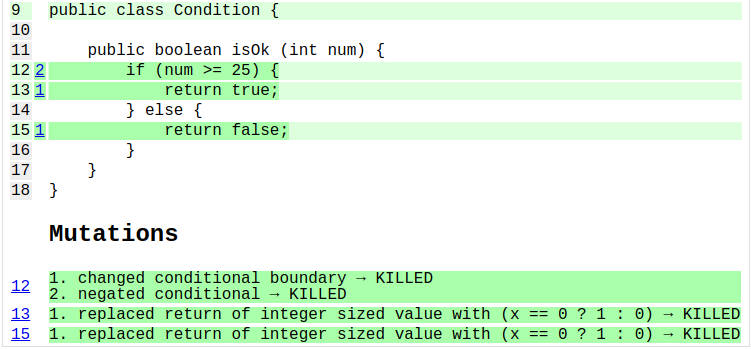 9 public class Condition {
10
11 public boolean isOk (int num) {
12 2 if (num >= 25) {
13 1 return true;
14 } else {
15 1 return false;
16 }
17 }
18 }
Mutations
12 1. changed conditional boundary → KILLED
2. negated conditional → KILLED
13 1. replaced return of integer sized value with (x == 0 ? 1 : 0) → KILLED
15 1. replaced return of integer sized value with (x == 0 ? 1 : 0) → KILLED